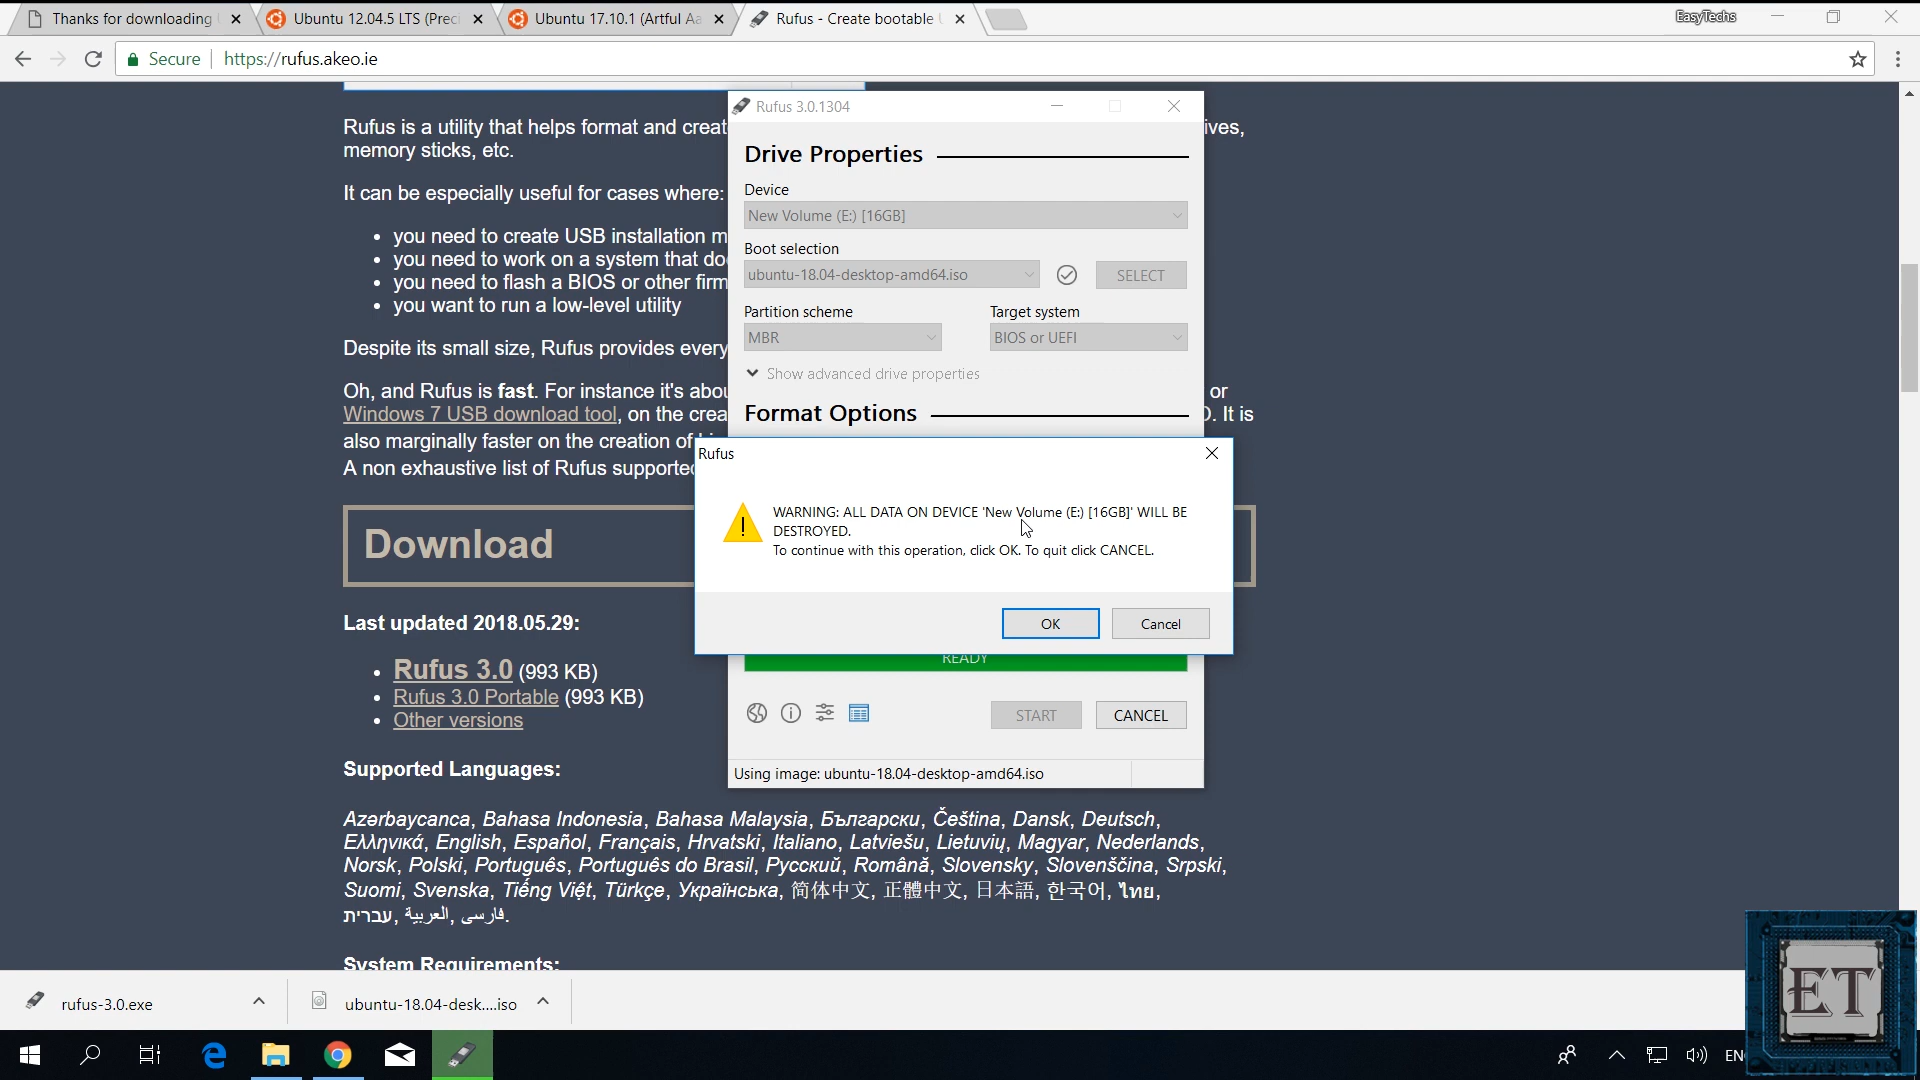 Thanks for downloading
Ubuntu 12.04.5 LTS (Preci
Ubuntu 17.10.1 (Artful Aa
Rufus - Create bootable
EasyTechs
Secure
https://rufus.akeo.ie
Rufus is a utility that helps format and creat
ives,
memory sticks, etc.
It can be especially useful for cases where:
• you need to create USB installation m
• you need to work on a system that do
• you need to flash a BIOS or other firm
• you want to run a low-level utility
Despite its small size, Rufus provides every
Oh, and Rufus is fast. For instance it's abou
or
Windows 7 USB download tool, on the crea
O. It is
also marginally faster on the creation of
A non exhaustive list of Rufus supported
Download
Last updated 2018.05.29:
• Rufus 3.0 (993 KB)
• Rufus 3.0 Portable (993 KB)
• Other versions
Supported Languages:
Azərbaycanca, Bahasa Indonesia, Bahasa Malaysia, Български, Čeština, Dansk, Deutsch,
Ελληνικά, English, Español, Français, Hrvatski, Italiano, Latviešu, Lietuvių, Magyar, Nederlands,
Norsk, Polski, Português, Português do Brasil, Русский, Română, Slovensky, Slovenščina, Srpski,
Suomi, Svenska, Tiếng Việt, Türkçe, Українська, 简体中文, 正體中文, 日本語, 한국어, ไทย,
עברית, العربية, فارسی.
System Requirements:
Rufus 3.0.1304
Drive Properties
Device
New Volume (E:) [16GB]
Boot selection
ubuntu-18.04-desktop-amd64.iso
SELECT
Partition scheme
Target system
MBR
BIOS or UEFI
Show advanced drive properties
Format Options
Rufus
WARNING: ALL DATA ON DEVICE 'New Volume (E:) [16GB]' WILL BE
DESTROYED.
To continue with this operation, click OK. To quit click CANCEL.
OK
Cancel
READY
START
CANCEL
Using image: ubuntu-18.04-desktop-amd64.iso
rufus-3.0.exe
ubuntu-18.04-desk....iso
EN
ET